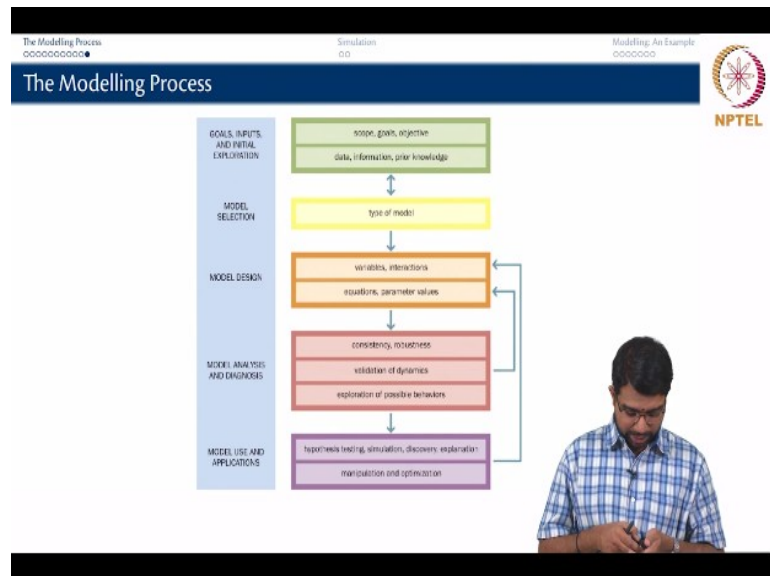 The Modelling Process
Simulation
Modelling: An Example
The Modelling Process
NPTEL
GOALS, INPUTS,
AND INITIAL
EXPLORATION
scope, goals, objective
data, information, prior knowledge
MODEL
SELECTION
type of model
MODEL DESIGN
variables, interactions
equations, parameter values
MODEL ANALYSIS
AND DIAGNOSIS
consistency, robustness
validation of dynamics
exploration of possible behaviors
MODEL USE AND
APPLICATIONS
hypothesis testing, simulation, discovery, explanation
manipulation and optimization